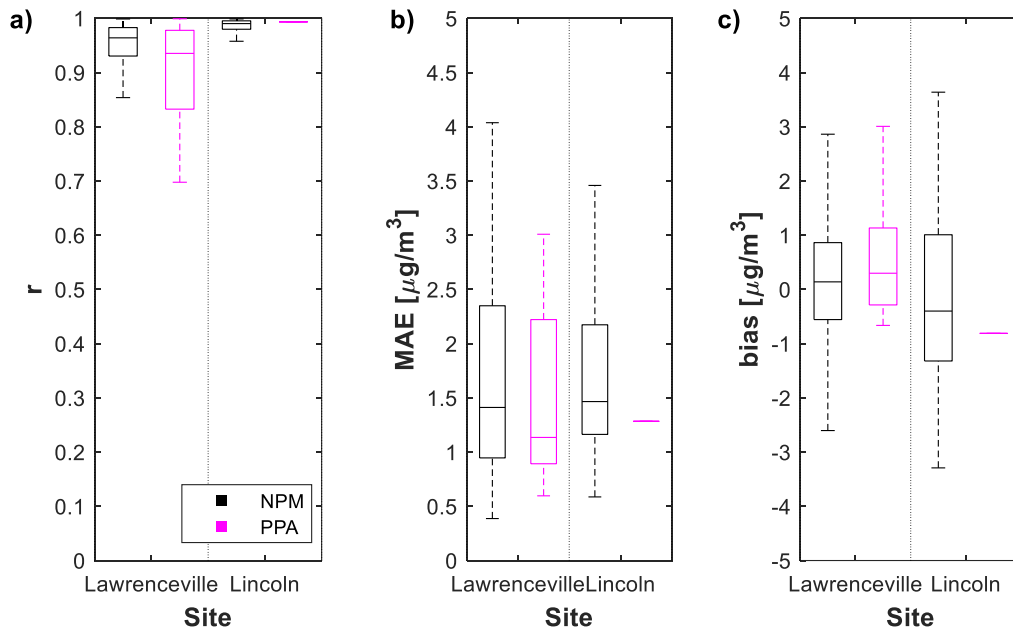 a)
1
0.9
0.8
0.7
0.6
0.5
0.4
0.3
0.2
0.1
0
r
NPM
PPA
Lawrenceville
Lincoln
Site
b)
5
4.5
4
3.5
3
2.5
2
1.5
1
0.5
0
MAE [μg/m³]
Lawrenceville
Lincoln
Site
c)
5
4
3
2
1
0
-1
-2
-3
-4
-5
bias [μg/m³]
Lawrenceville
Lincoln
Site